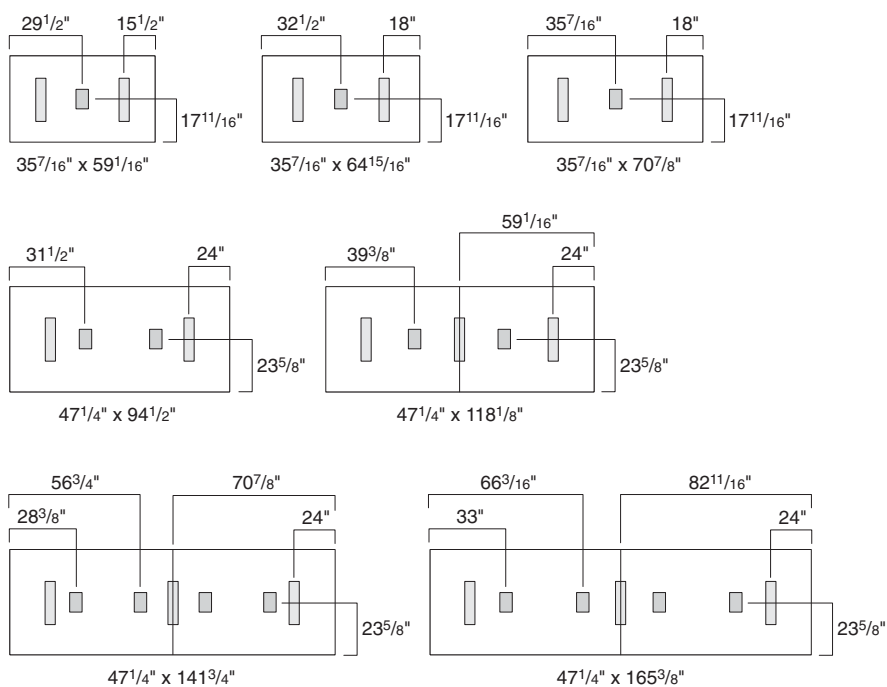 29 1/2" 15 1/2" 32 1/2" 18" 35 7/16" 18"
17 11/16" 17 11/16" 17 11/16"
35 7/16" x 59 1/16" 35 7/16" x 64 15/16" 35 7/16" x 70 7/8"
59 1/16"
31 1/2" 24" 39 3/8" 24"
23 5/8" 23 5/8"
47 1/4" x 94 1/2" 47 1/4" x 118 1/8"
56 3/4" 70 7/8" 66 3/16" 82 11/16"
28 3/8" 24" 33" 24"
23 5/8" 23 5/8"
47 1/4" x 141 3/4" 47 1/4" x 165 3/8"